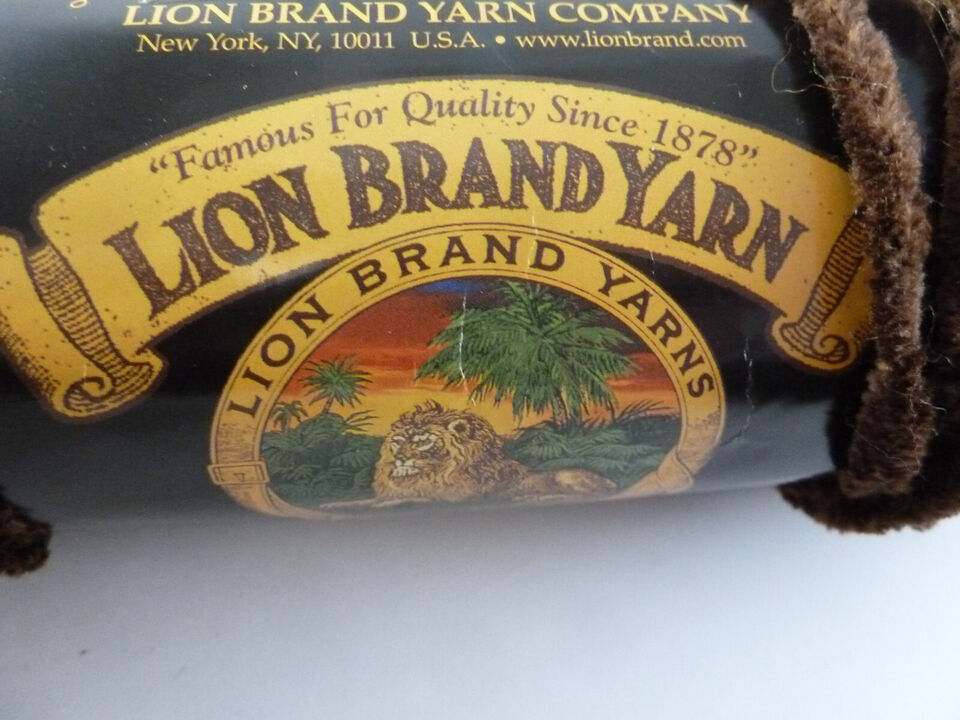 LION BRAND YARN COMPANY
New York, NY, 10011 U.S.A. • www.lionbrand.com
“Famous For Quality Since 1878”
LION BRAND YARN
LION BRAND YARNS